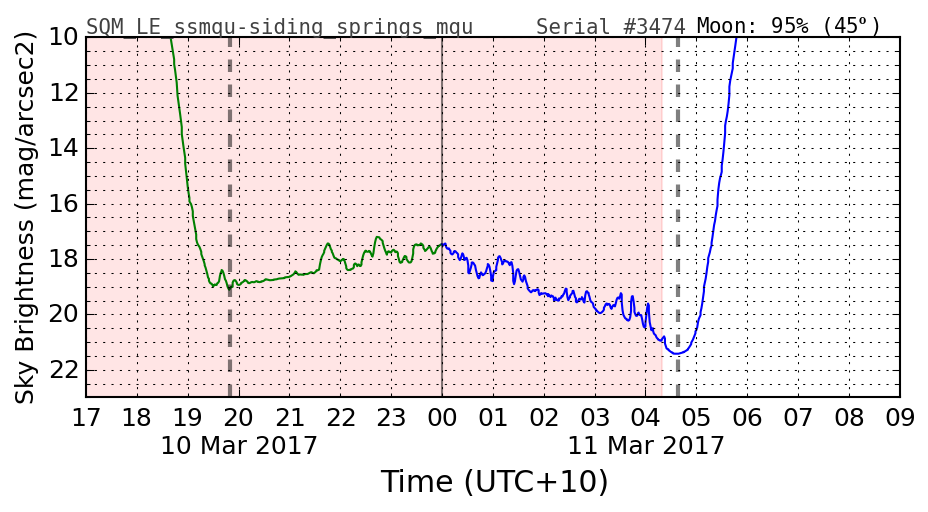 SQM_LE_ssmqu-siding_springs_mqu Serial #3474 Moon: 95% (45°)
10
12
14
16
18
20
22
Sky Brightness (mag/arcsec2)
17 18 19 20 21 22 23 00 01 02 03 04 05 06 07 08 09
10 Mar 2017 11 Mar 2017
Time (UTC+10)